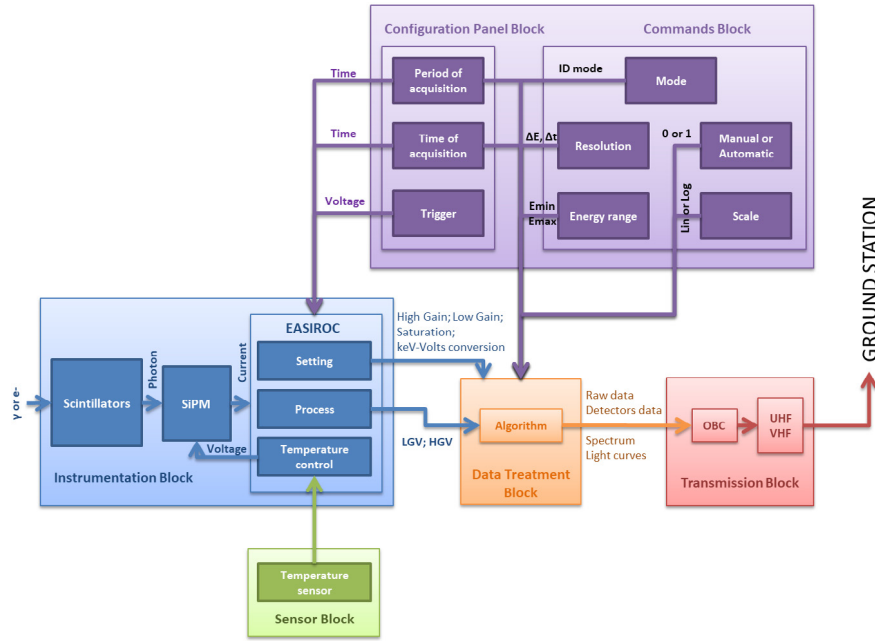 Configuration Panel Block
Commands Block
Time
Period of
acquisition
ID mode
Mode
Time
Time of
acquisition
ΔE, Δt
Resolution
0 or 1
Manual or
Automatic
Voltage
Trigger
Emin
Emax
Energy range
Lin or Log
Scale
GROUND STATION
EASIROC
High Gain; Low Gain;
Saturation;
keV-Volts conversion
γ or e-
Scintillators
Photon
SiPM
Current
Setting
Process
Voltage
Temperature
control
Instrumentation Block
LGV; HGV
Algorithm
Data Treatment
Block
Raw data
Detectors data
Spectrum
Light curves
OBC
UHF
VHF
Transmission Block
Temperature
sensor
Sensor Block